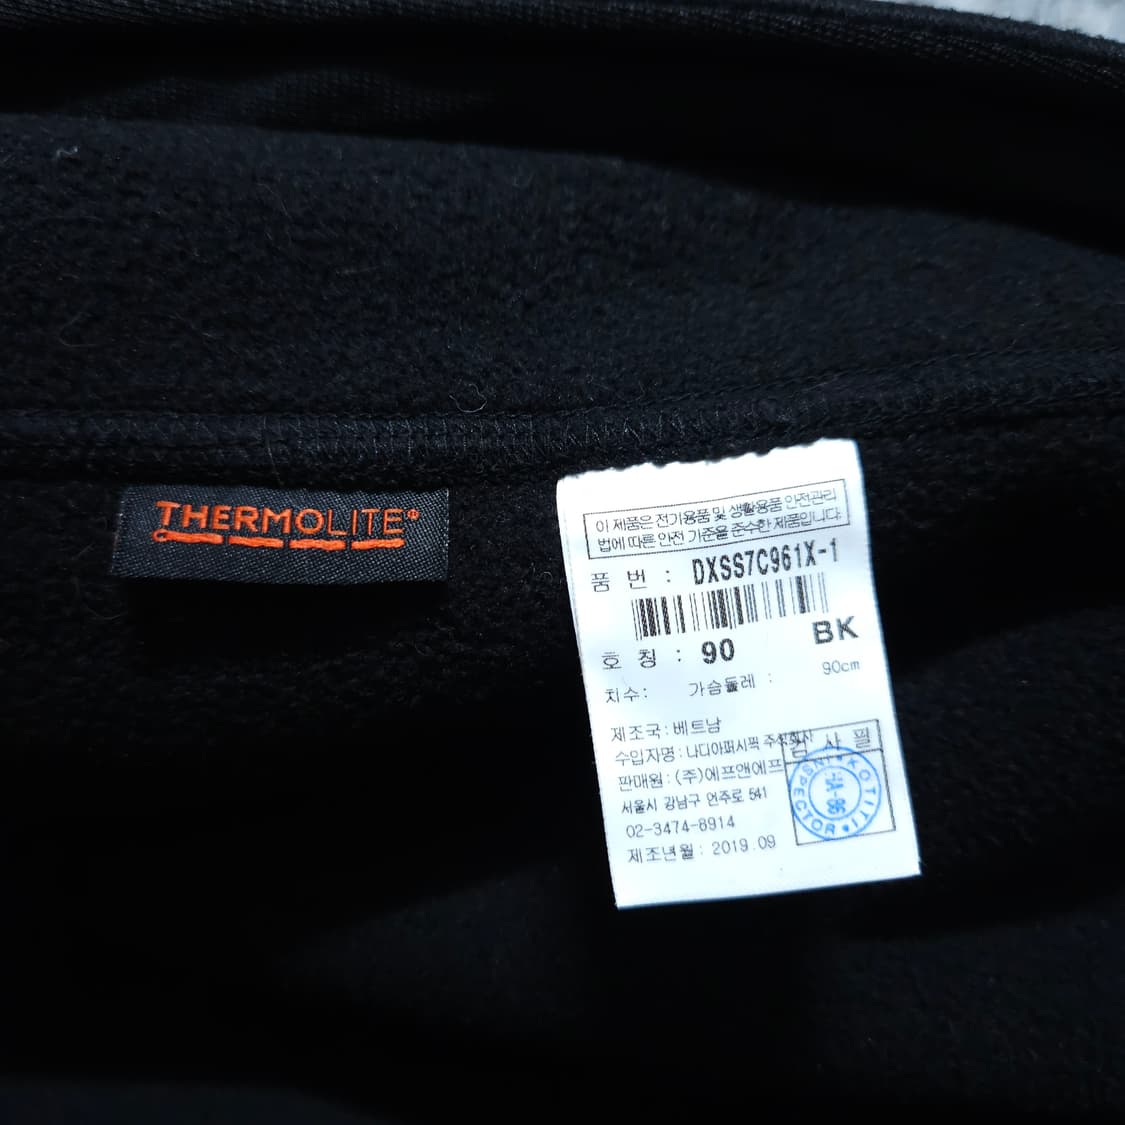 THERMOLITE®
이 제품은 전기용품 및 생활용품 안전관리
법에 따른 안전 기준을 준수한 제품입니다.
품 번 : DXSS7C961X-1
BK
호 칭 : 90
치수: 가슴둘레 : 90cm
제조국: 베트남
수입자명: 나디아퍼시픽 주식회사
판매원: (주)에프앤에프
서울시 강남구 언주로 541
02-3474-8914
제조년월: 2019.09
검 사 필
KOTITI
INSPECTOR